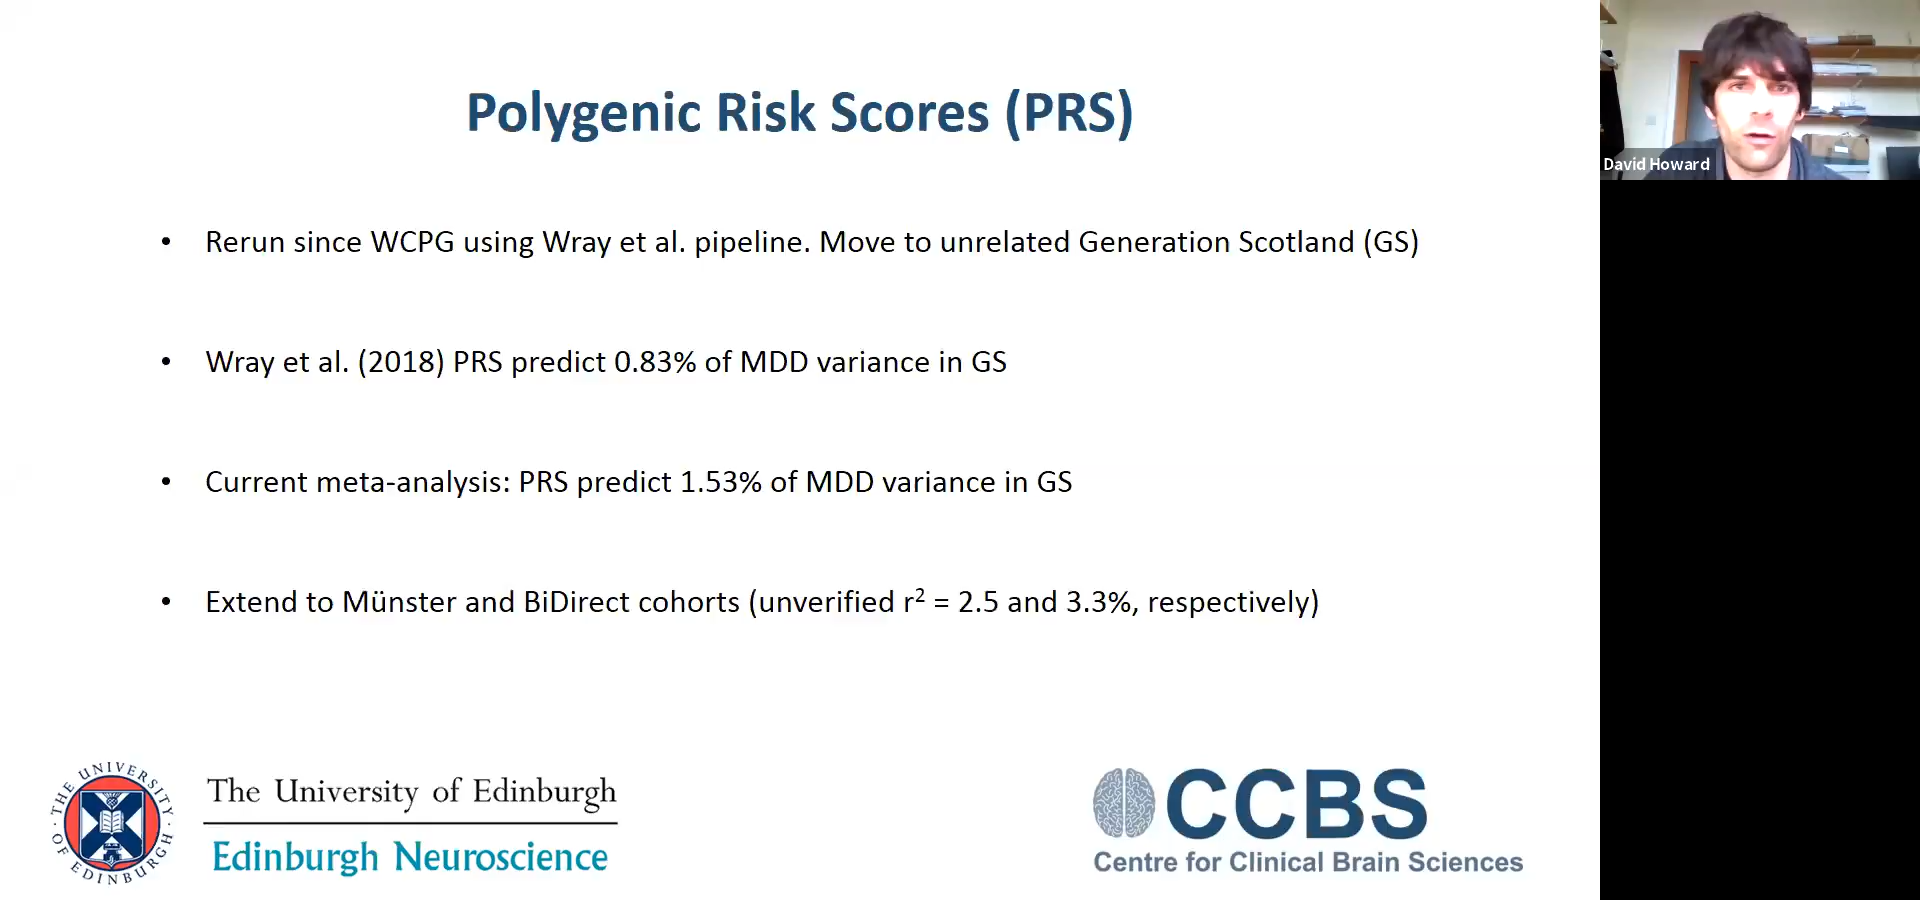 Polygenic Risk Scores (PRS)
David Howard
• Rerun since WCPG using Wray et al. pipeline. Move to unrelated Generation Scotland (GS)
• Wray et al. (2018) PRS predict 0.83% of MDD variance in GS
• Current meta-analysis: PRS predict 1.53% of MDD variance in GS
• Extend to Münster and BiDirect cohorts (unverified r² = 2.5 and 3.3%, respectively)
THE UNIVERSITY OF EDINBURGH
The University of Edinburgh
Edinburgh Neuroscience
CCBS
Centre for Clinical Brain Sciences